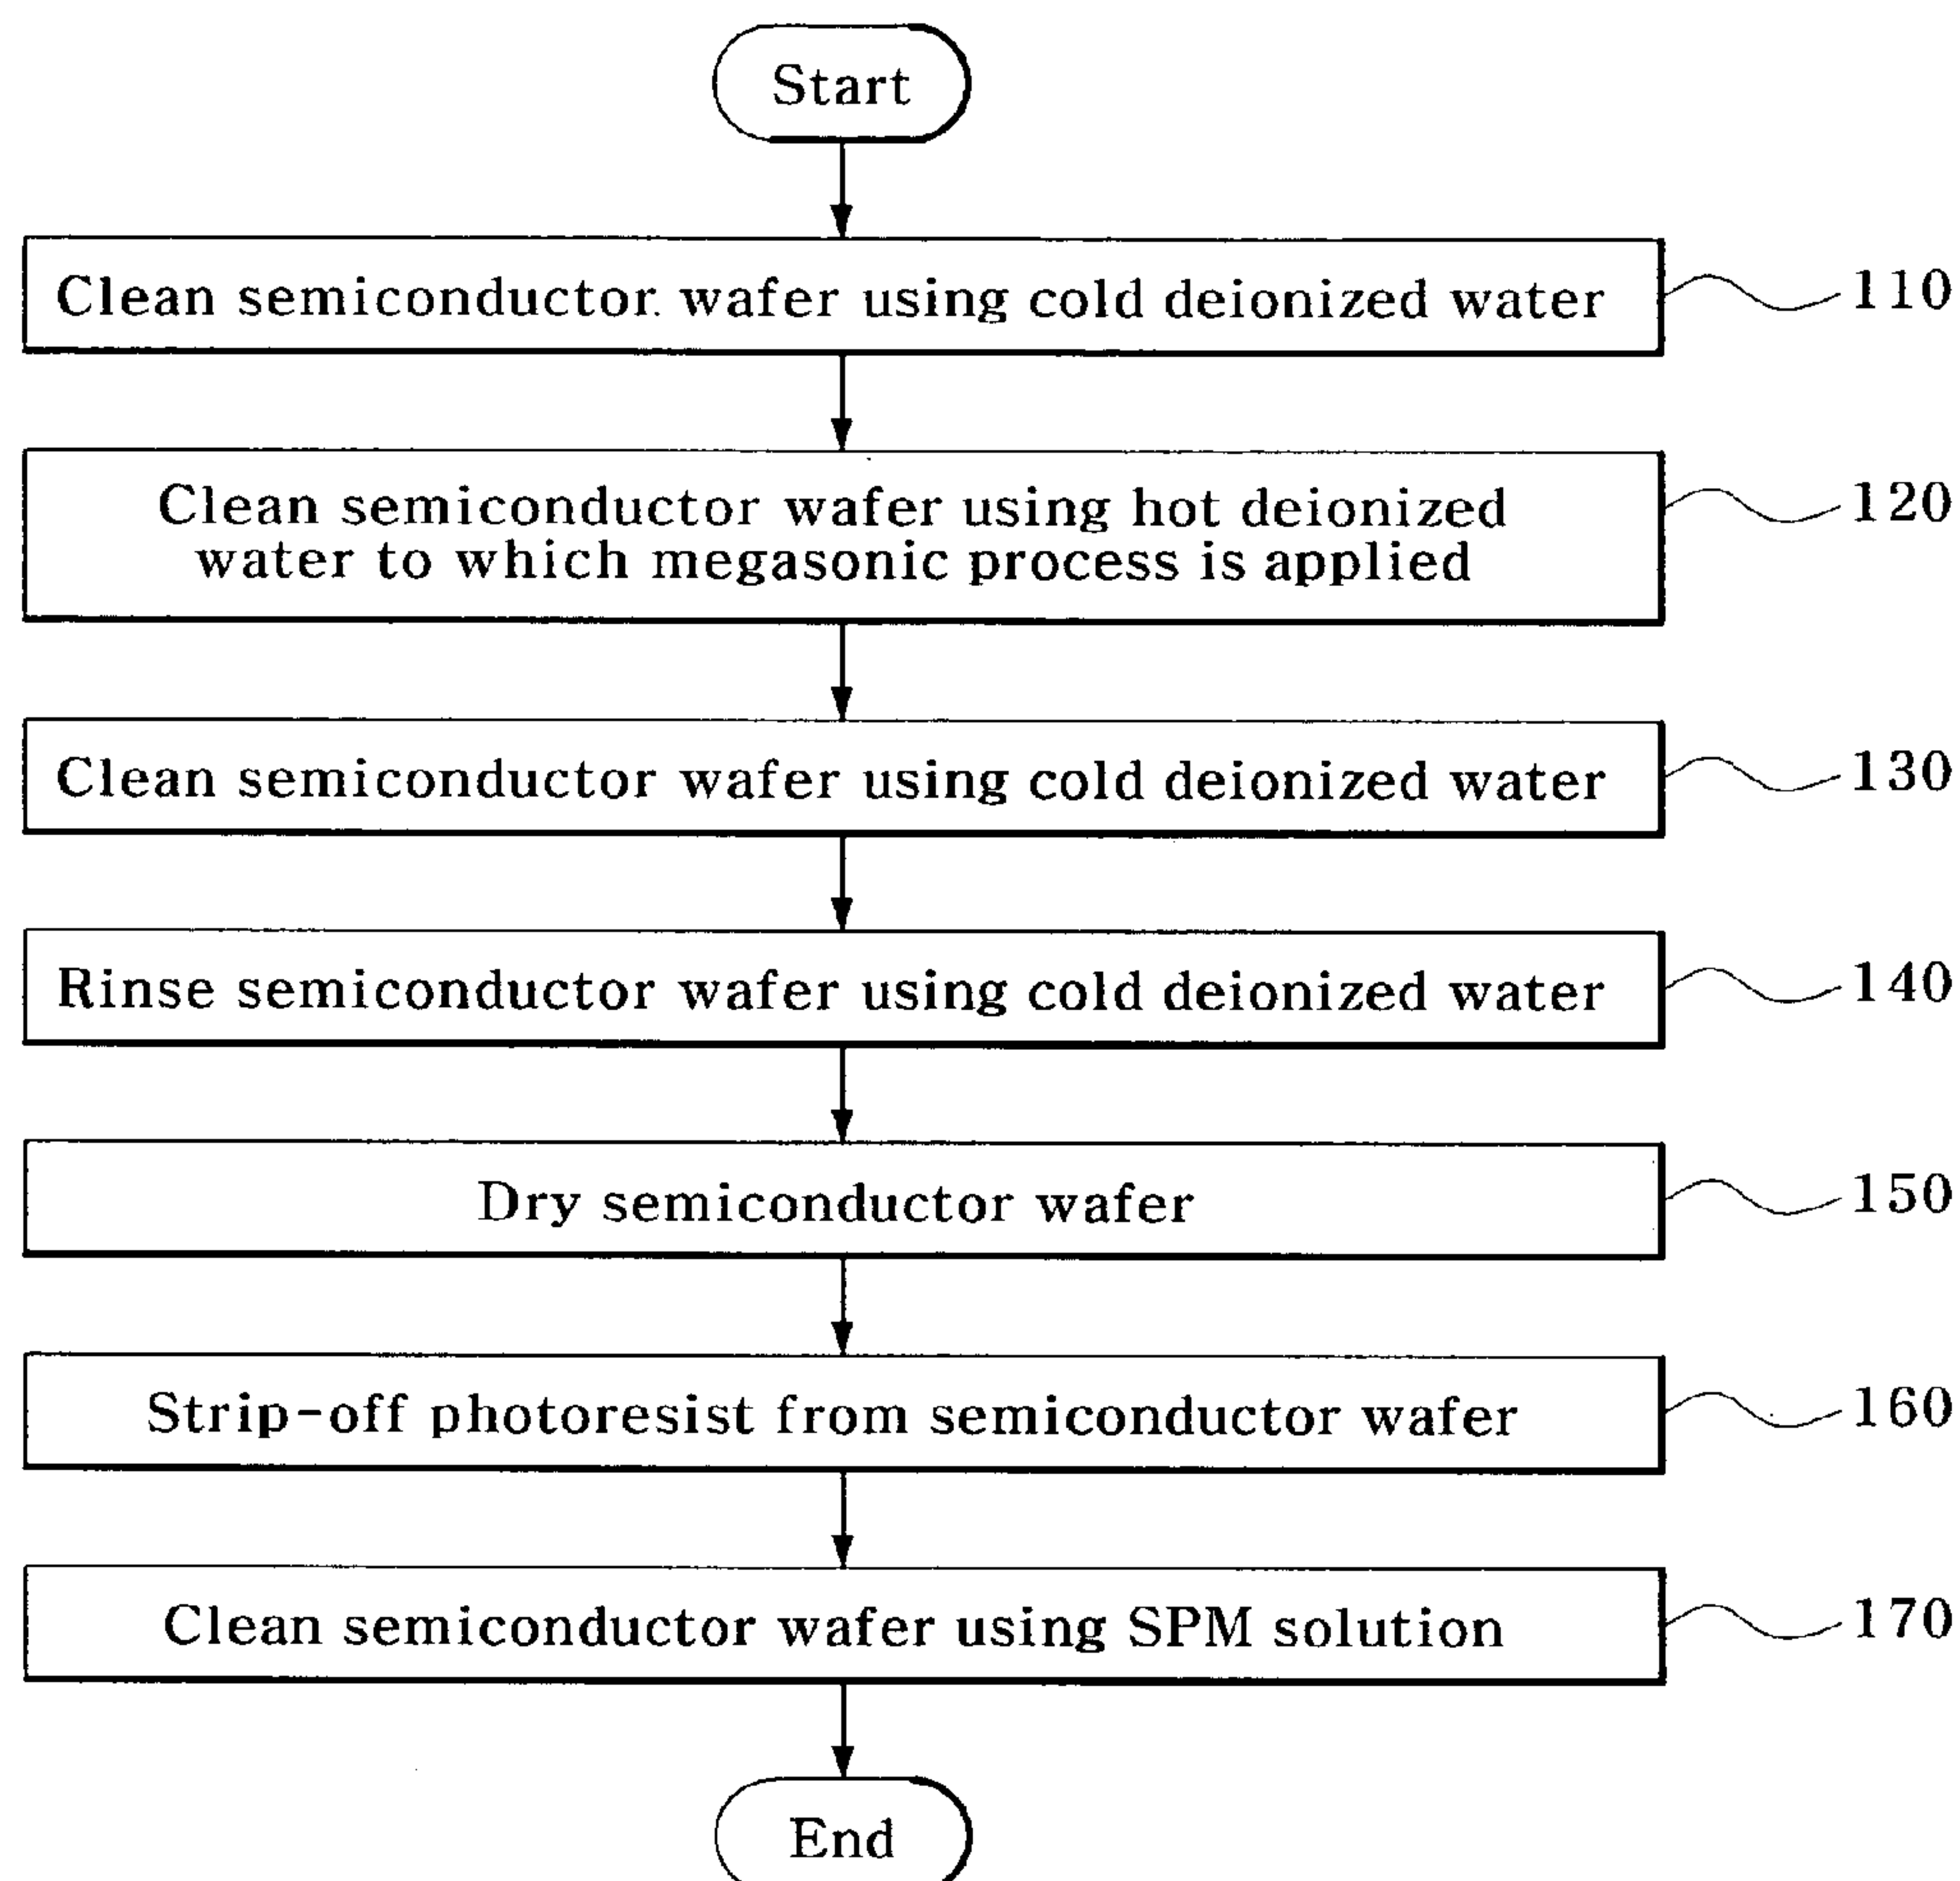 Start
Clean semiconductor wafer using cold deionized water
110
Clean semiconductor wafer using hot deionized
water to which megasonic process is applied
120
Clean semiconductor wafer using cold deionized water
130
Rinse semiconductor wafer using cold deionized water
140
Dry semiconductor wafer
150
Strip-off photoresist from semiconductor wafer
160
Clean semiconductor wafer using SPM solution
170
End